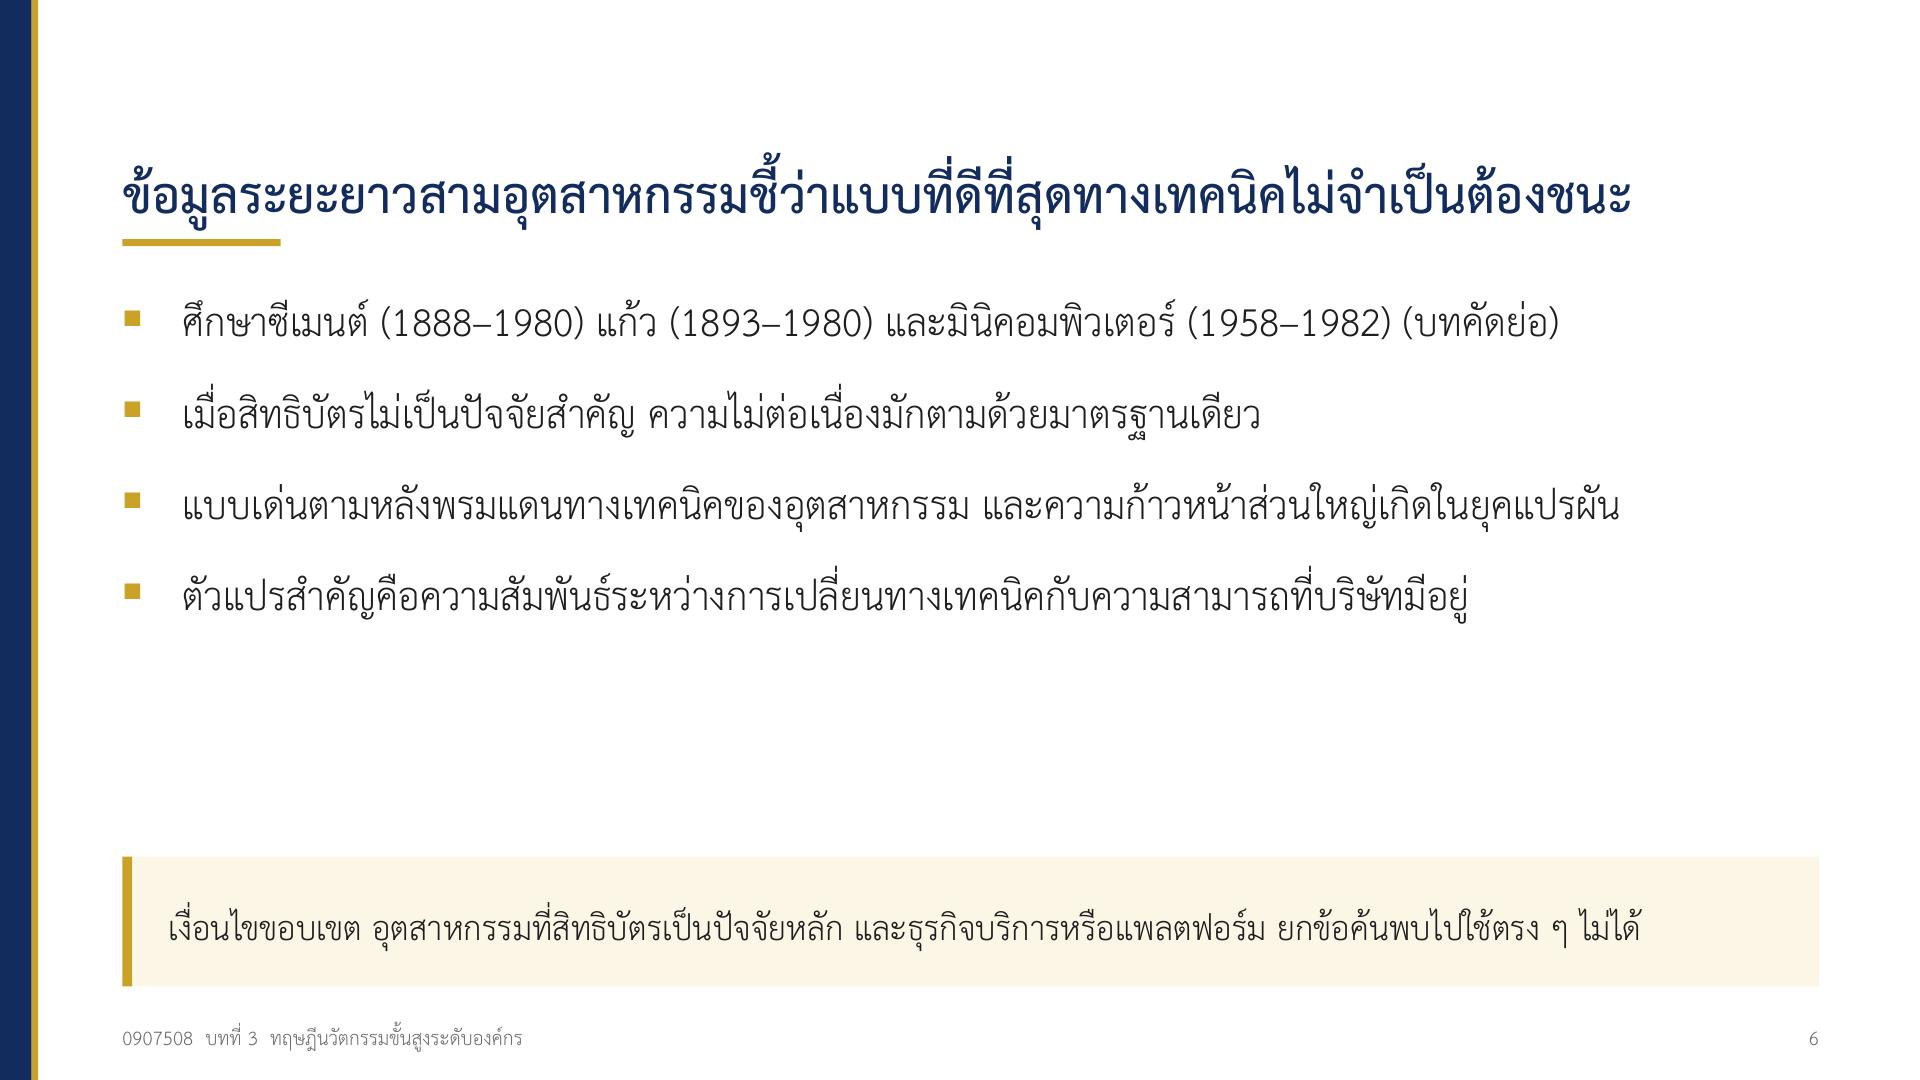 ข้อมูลระยะยาวสามอุตสาหกรรมชี้ว่าแบบที่ดีที่สุดทางเทคนิคไม่จำเป็นต้องชนะ
ศึกษาซีเมนต์ (1888–1980) แก้ว (1893–1980) และมินิคอมพิวเตอร์ (1958–1982) (บทคัดย่อ)
เมื่อสิทธิบัตรไม่เป็นปัจจัยสำคัญ ความไม่ต่อเนื่องมักตามด้วยมาตรฐานเดียว
แบบเด่นตามหลังพรมแดนทางเทคนิคของอุตสาหกรรม และความก้าวหน้าส่วนใหญ่เกิดในยุคแปรผัน
ตัวแปรสำคัญคือความสัมพันธ์ระหว่างการเปลี่ยนทางเทคนิคกับความสามารถที่บริษัทมีอยู่
เงื่อนไขขอบเขต อุตสาหกรรมที่สิทธิบัตรเป็นปัจจัยหลัก และธุรกิจบริการหรือแพลตฟอร์ม ยกข้อค้นพบไปใช้ตรง ๆ ไม่ได้
0907508 บทที่ 3 ทฤษฎีนวัตกรรมขั้นสูงระดับองค์กร
6